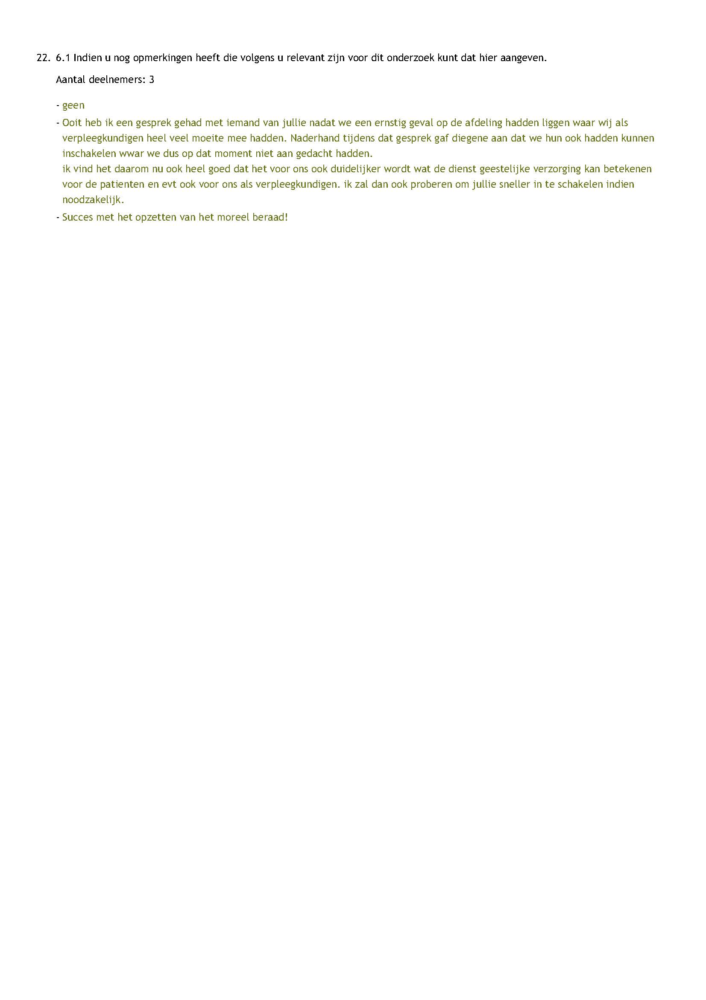 22. 6.1 Indien u nog opmerkingen heeft die volgens u relevant zijn voor dit onderzoek kunt dat hier aangeven.
Aantal deelnemers: 3
- geen
- Ooit heb ik een gesprek gehad met iemand van jullie nadat we een ernstig geval op de afdeling hadden liggen waar wij als
verpleegkundigen heel veel moeite mee hadden. Naderhand tijdens dat gesprek gaf diegene aan dat we hun ook hadden kunnen
inschakelen wwar we dus op dat moment niet aan gedacht hadden.
ik vind het daarom nu ook heel goed dat het voor ons ook duidelijker wordt wat de dienst geestelijke verzorging kan betekenen
voor de patienten en evt ook voor ons als verpleegkundigen. ik zal dan ook proberen om jullie sneller in te schakelen indien
noodzakelijk.
- Succes met het opzetten van het moreel beraad!